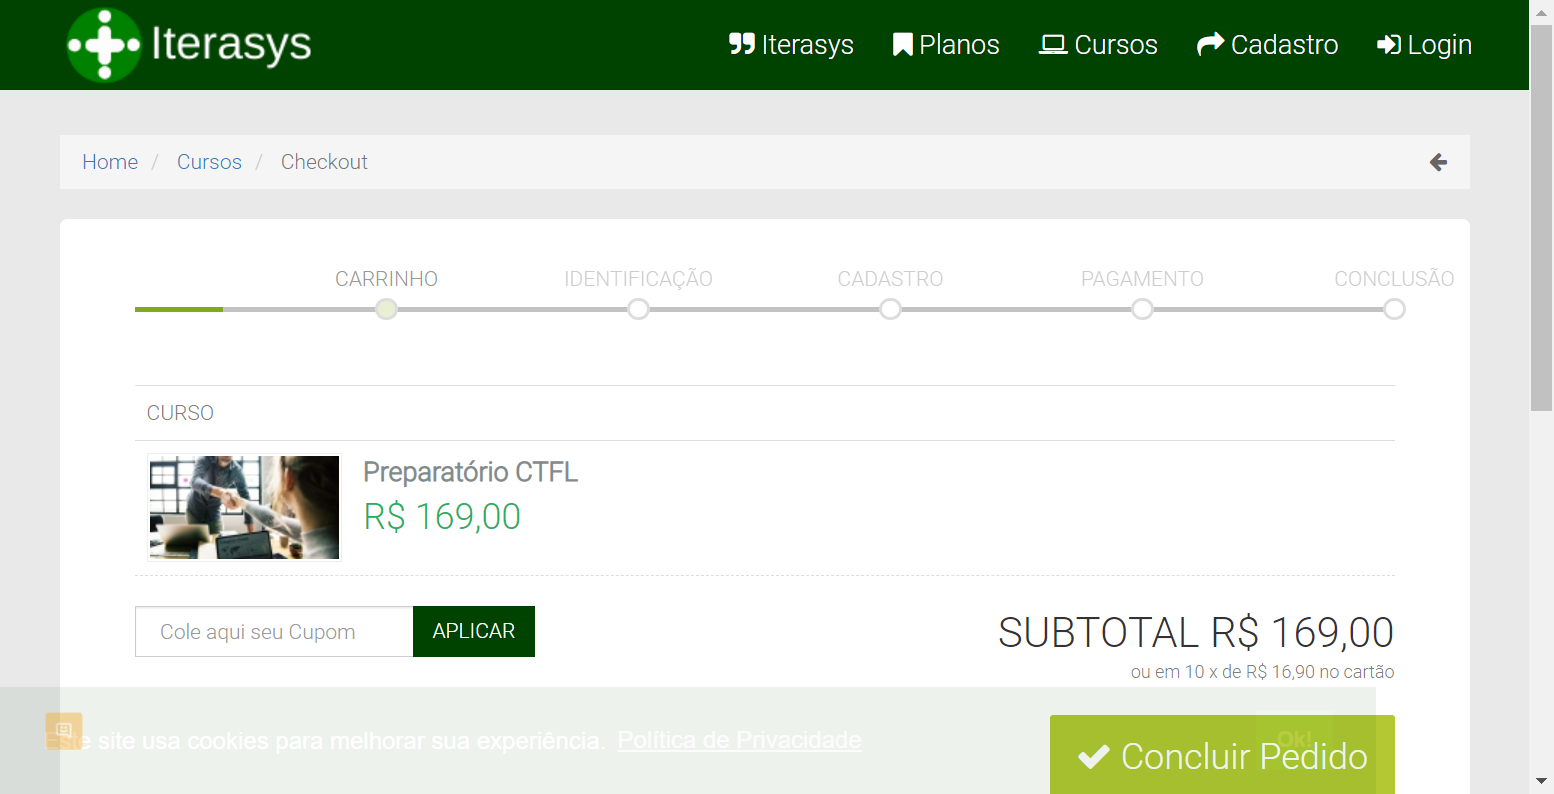 Iterasys
Iterasys Planos Cursos Cadastro Login
Home / Cursos / Checkout
CARRINHO IDENTIFICAÇÃO CADASTRO PAGAMENTO CONCLUSÃO
CURSO
Preparatório CTFL
R$ 169,00
Cole aqui seu Cupom APLICAR
SUBTOTAL R$ 169,00
ou em 10 x de R$ 16,90 no cartão
Este site usa cookies para melhorar sua experiência. Política de Privacidade
Ok!
Concluir Pedido